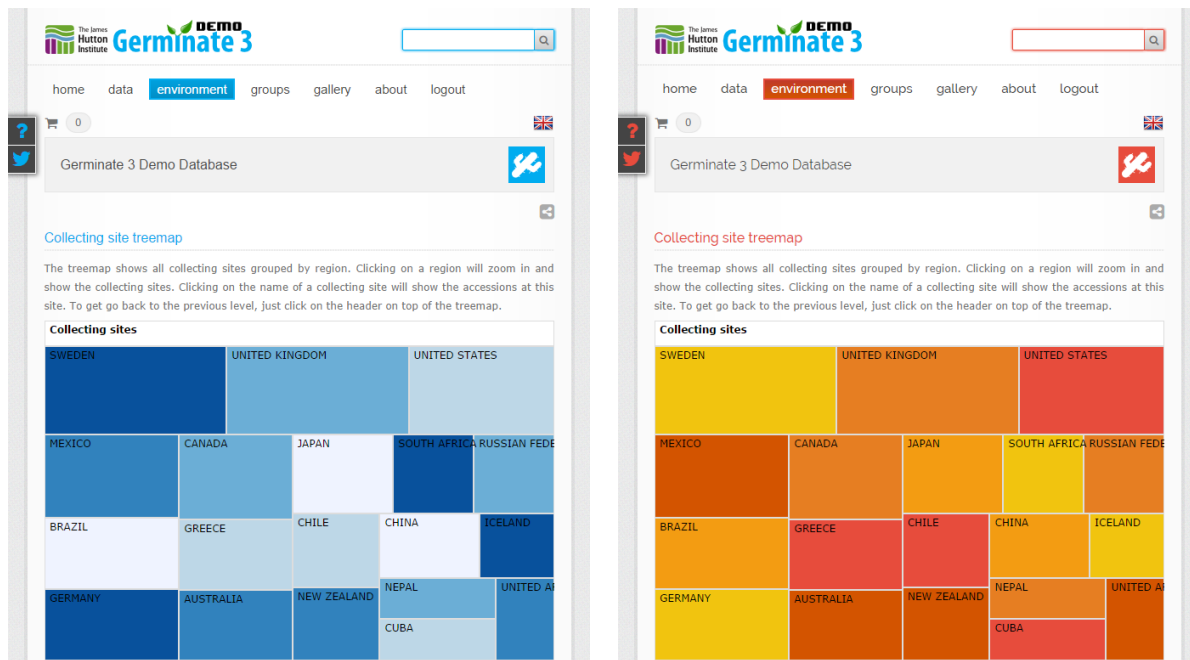 The James
Hutton
Institute
Germinate 3
DEMO
home data environment groups gallery about logout
0
?
Germinate 3 Demo Database
Collecting site treemap
The treemap shows all collecting sites grouped by region. Clicking on a region will zoom in and
show the collecting sites. Clicking on the name of a collecting site will show the accessions at this
site. To get go back to the previous level, just click on the header on top of the treemap.
Collecting sites
SWEDEN UNITED KINGDOM UNITED STATES
MEXICO CANADA JAPAN SOUTH AFRICA RUSSIAN FEDE
BRAZIL GREECE CHILE CHINA ICELAND
GERMANY AUSTRALIA NEW ZEALAND NEPAL UNITED A
CUBA
The James
Hutton
Institute
Germinate 3
DEMO
home data environment groups gallery about logout
0
?
Germinate 3 Demo Database
Collecting site treemap
The treemap shows all collecting sites grouped by region. Clicking on a region will zoom in and
show the collecting sites. Clicking on the name of a collecting site will show the accessions at this
site. To get go back to the previous level, just click on the header on top of the treemap.
Collecting sites
SWEDEN UNITED KINGDOM UNITED STATES
MEXICO CANADA JAPAN SOUTH AFRICA RUSSIAN FEDE
BRAZIL GREECE CHILE CHINA ICELAND
GERMANY AUSTRALIA NEW ZEALAND NEPAL UNITED A
CUBA